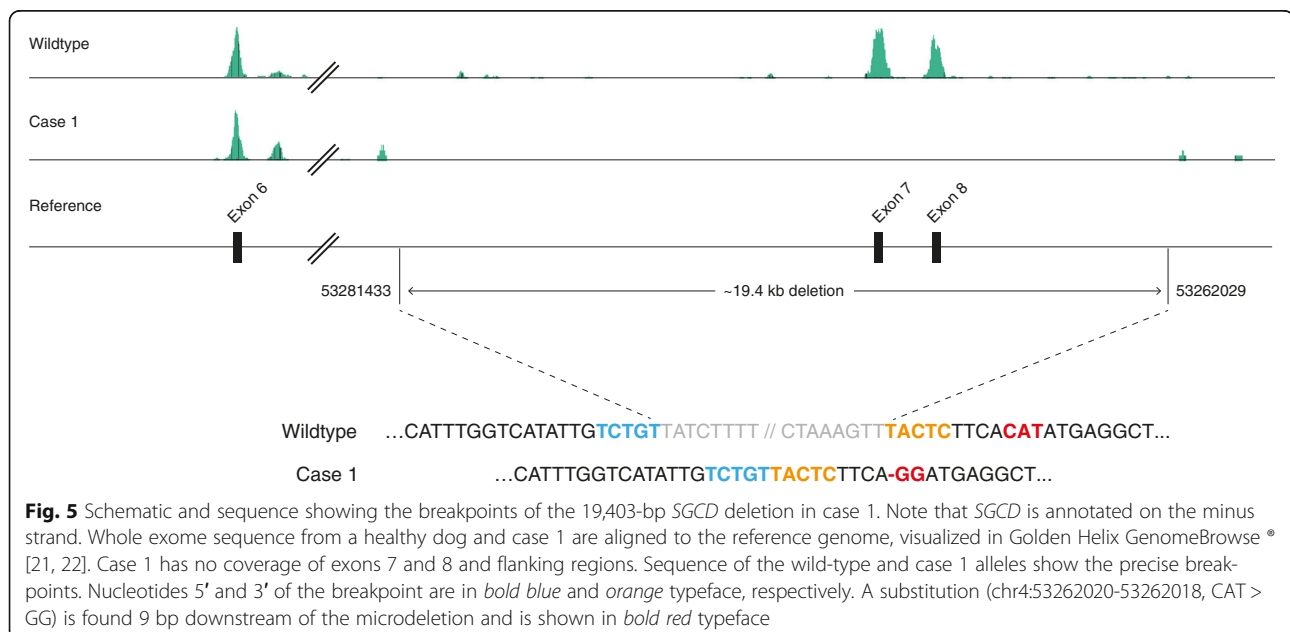 Wildtype
Case 1
Reference
Exon 6
Exon 7
Exon 8
53281433
~19.4 kb deletion
53262029
Wildtype ...CATTTGGTCATATTGTCTGTTATCTTTT // CTAAAGTTTACTCTTCACATATGAGGCT...
Case 1 ...CATTTGGTCATATTGTCTGTTACTCTTCA-GGATGAGGCT...
Fig. 5 Schematic and sequence showing the breakpoints of the 19,403-bp SGCD deletion in case 1. Note that SGCD is annotated on the minus
strand. Whole exome sequence from a healthy dog and case 1 are aligned to the reference genome, visualized in Golden Helix GenomeBrowse ®
[21, 22]. Case 1 has no coverage of exons 7 and 8 and flanking regions. Sequence of the wild-type and case 1 alleles show the precise break-
points. Nucleotides 5′ and 3′ of the breakpoint are in bold blue and orange typeface, respectively. A substitution (chr4:53262020-53262018, CAT >
GG) is found 9 bp downstream of the microdeletion and is shown in bold red typeface